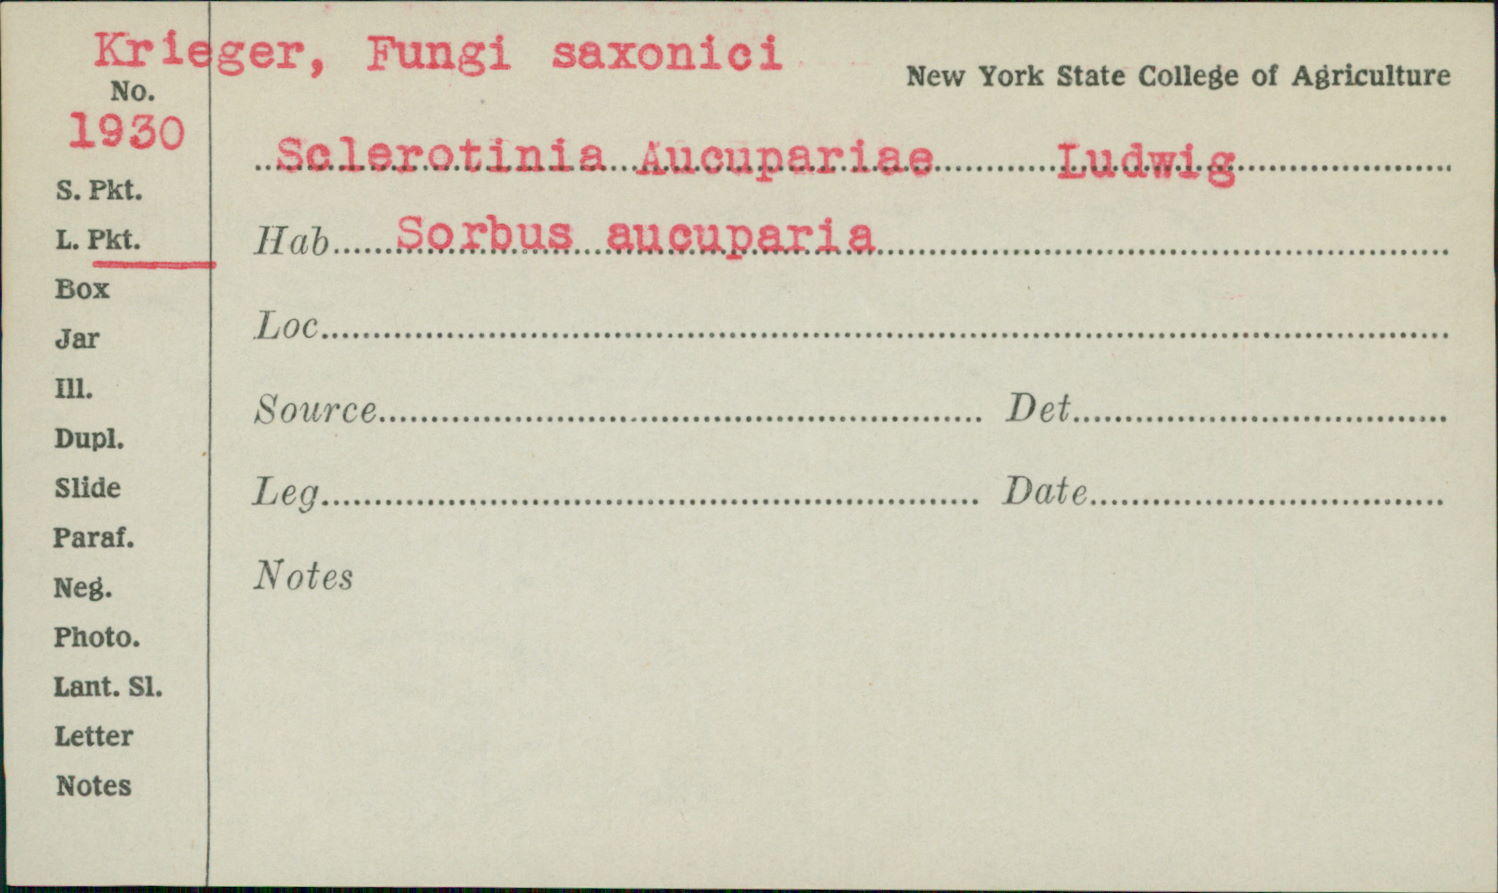 Krieger, Fungi saxonici
New York State College of Agriculture
No.
1930
Sclerotinia Aucupariae Ludwig
S. Pkt.
L. Pkt.
Hab Sorbus aucuparia
Box
Jar
Loc
Ill.
Source Det
Dupl.
Slide
Leg Date
Paraf.
Neg.
Notes
Photo.
Lant. Sl.
Letter
Notes